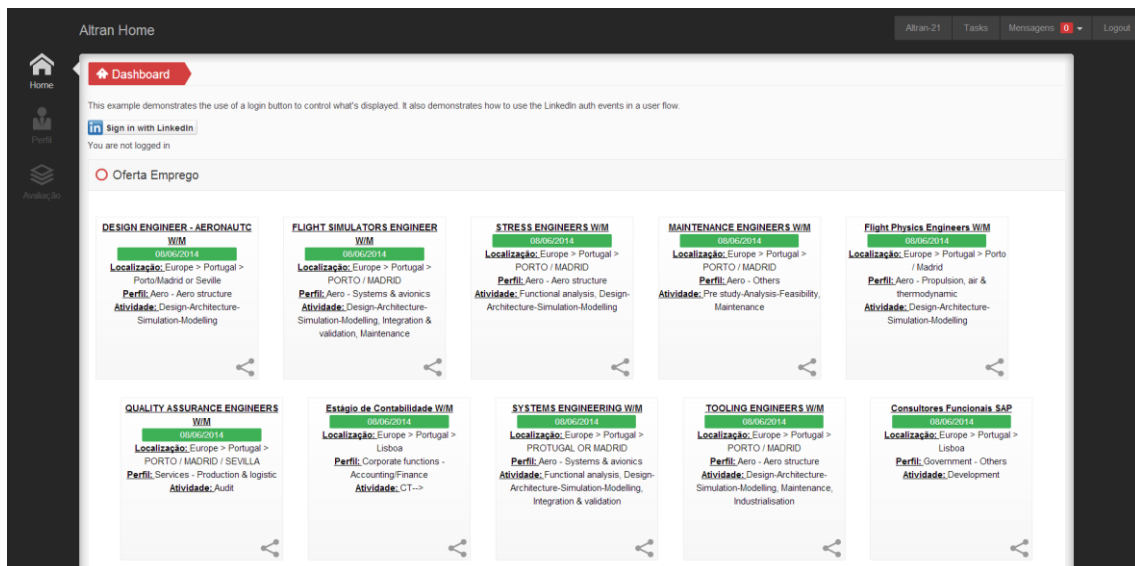 Altran Home
Altran-21 Tasks Mensagens 0 Logout
Home
Perfil
Avaliação
Dashboard
This example demonstrates the use of a login button to control what's displayed. It also demonstrates how to use the LinkedIn auth events in a user flow.
in Sign in with LinkedIn
You are not logged in
Oferta Emprego
DESIGN ENGINEER - AERONAUTC
W/M
08/06/2014
Localização: Europe > Portugal >
Porto/Madrid or Seville
Perfil: Aero - Aero structure
Atividade: Design-Architecture-
Simulation-Modelling
FLIGHT SIMULATORS ENGINEER
W/M
08/06/2014
Localização: Europe > Portugal >
PORTO / MADRID
Perfil: Aero - Systems & avionics
Atividade: Design-Architecture-
Simulation-Modelling, Integration &
validation, Maintenance
STRESS ENGINEERS W/M
08/06/2014
Localização: Europe > Portugal >
PORTO / MADRID
Perfil: Aero - Aero structure
Atividade: Functional analysis, Design-
Architecture-Simulation-Modelling
MAINTENANCE ENGINEERS W/M
08/06/2014
Localização: Europe > Portugal >
PORTO / MADRID
Perfil: Aero - Others
Atividade: Pre study-Analysis-Feasibility,
Maintenance
Flight Physics Engineers W/M
08/06/2014
Localização: Europe > Portugal > Porto
/ Madrid
Perfil: Aero - Propulsion, air &
thermodynamic
Atividade: Design-Architecture-
Simulation-Modelling
QUALITY ASSURANCE ENGINEERS
W/M
08/06/2014
Localização: Europe > Portugal >
PORTO / MADRID / SEVILLA
Perfil: Services - Production & logistic
Atividade: Audit
Estágio de Contabilidade W/M
08/06/2014
Localização: Europe > Portugal >
Lisboa
Perfil: Corporate functions -
Accounting/Finance
Atividade: CT-->
SYSTEMS ENGINEERING W/M
08/06/2014
Localização: Europe > Portugal >
PROTUGAL OR MADRID
Perfil: Aero - Systems & avionics
Atividade: Functional analysis, Design-
Architecture-Simulation-Modelling,
Integration & validation
TOOLING ENGINEERS W/M
08/06/2014
Localização: Europe > Portugal >
PORTO / MADRID
Perfil: Aero - Aero structure
Atividade: Design-Architecture-
Simulation-Modelling, Maintenance,
Industrialisation
Consultores Funcionais SAP
08/06/2014
Localização: Europe > Portugal >
Lisboa
Perfil: Government - Others
Atividade: Development